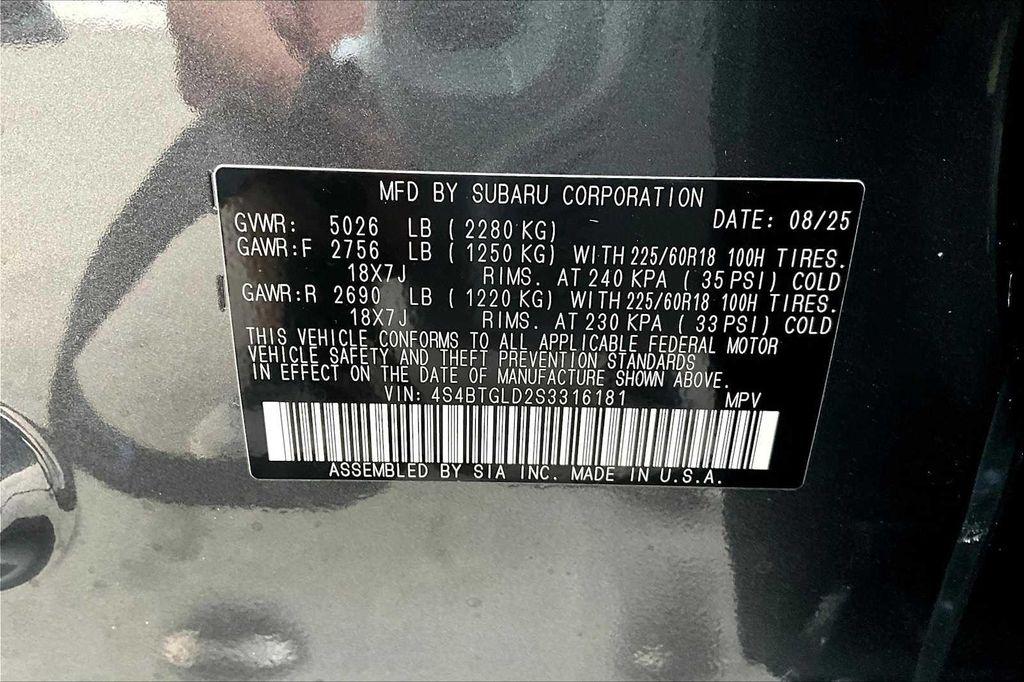 MFD BY SUBARU CORPORATION
GVWR: 5026 LB ( 2280 KG) DATE: 08/25
GAWR:F 2756 LB ( 1250 KG) WITH 225/60R18 100H TIRES.
18X7J RIMS. AT 240 KPA ( 35 PSI) COLD
GAWR:R 2690 LB ( 1220 KG) WITH 225/60R18 100H TIRES.
18X7J RIMS. AT 230 KPA ( 33 PSI) COLD
THIS VEHICLE CONFORMS TO ALL APPLICABLE FEDERAL MOTOR
VEHICLE SAFETY AND THEFT PREVENTION STANDARDS
IN EFFECT ON THE DATE OF MANUFACTURE SHOWN ABOVE.
VIN: 4S4BTGLD2S3316181 MPV
ASSEMBLED BY SIA INC. MADE IN U.S.A.